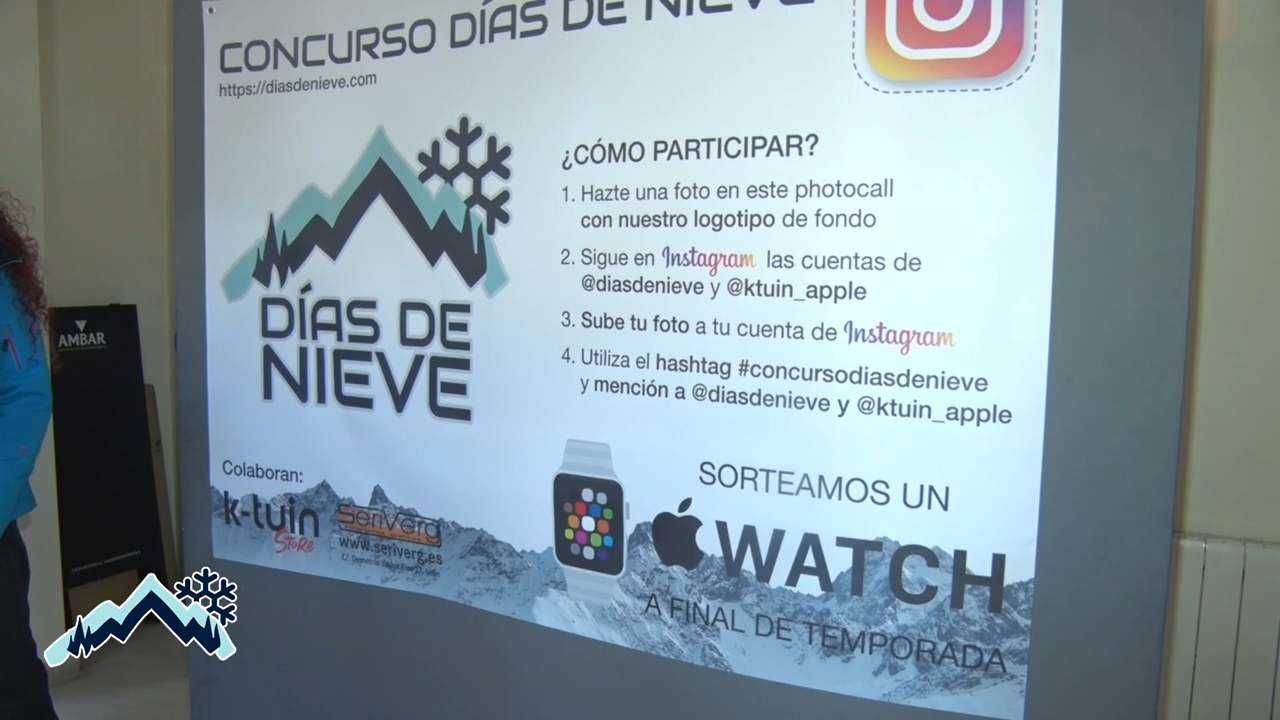 CONCURSO DÍAS DE NIEVE
https://diasdenieve.com
¿CÓMO PARTICIPAR?
1. Hazte una foto en este photocall
con nuestro logotipo de fondo
2. Sigue en Instagram las cuentas de
@diasdenieve y @ktuin_apple
3. Sube tu foto a tu cuenta de Instagram
4. Utiliza el hashtag #concursodiasdenieve
y mención a @diasdenieve y @ktuin_apple
DÍAS DE
NIEVE
Colaboran:
k-tuin
Store
SeriVerg
www.seriverg.es
SORTEAMOS UN
WATCH
A FINAL DE TEMPORADA
AMBAR